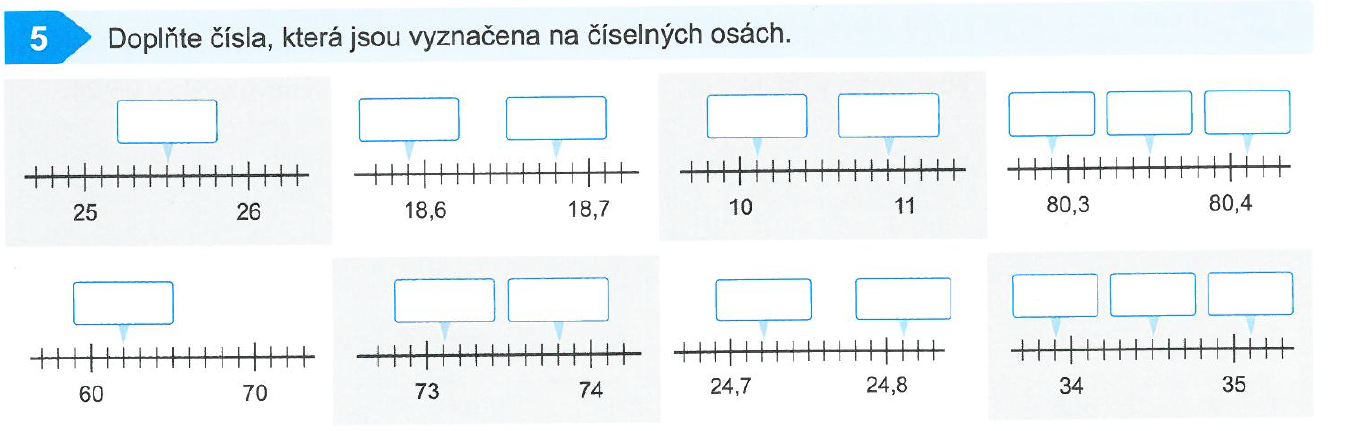 5 Doplňte čísla, která jsou vyznačena na číselných osách.
25 26 18,6 18,7 10 11 80,3 80,4
60 70 73 74 24,7 24,8 34 35